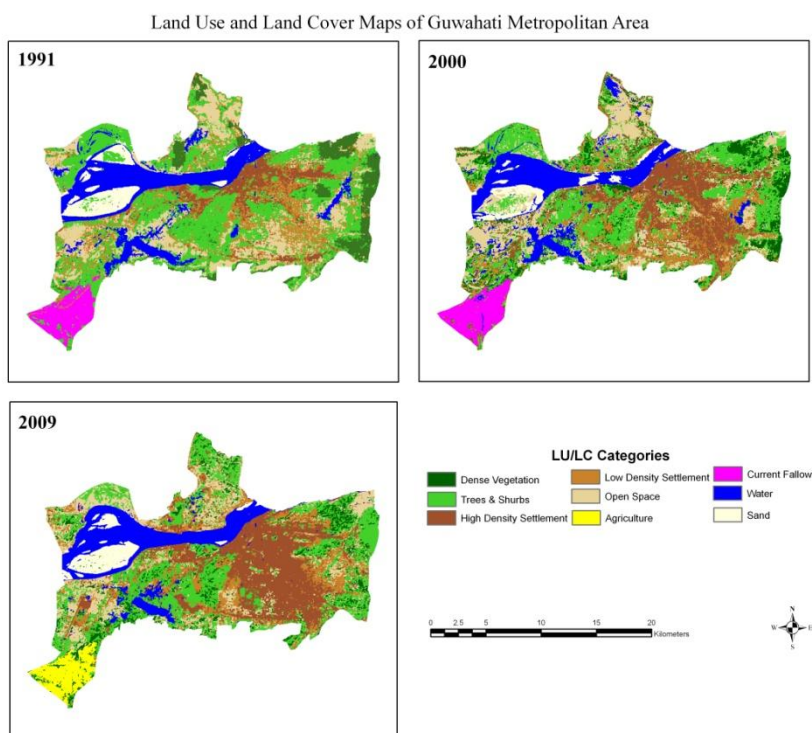 Land Use and Land Cover Maps of Guwahati Metropolitan Area
1991
2000
2009
LU/LC Categories
Dense Vegetation
Low Density Settlement
Current Fallow
Trees & Shurbs
Open Space
Water
High Density Settlement
Agriculture
Sand
0 2.5 5 10 15 20
Kilometers
N
W E
S